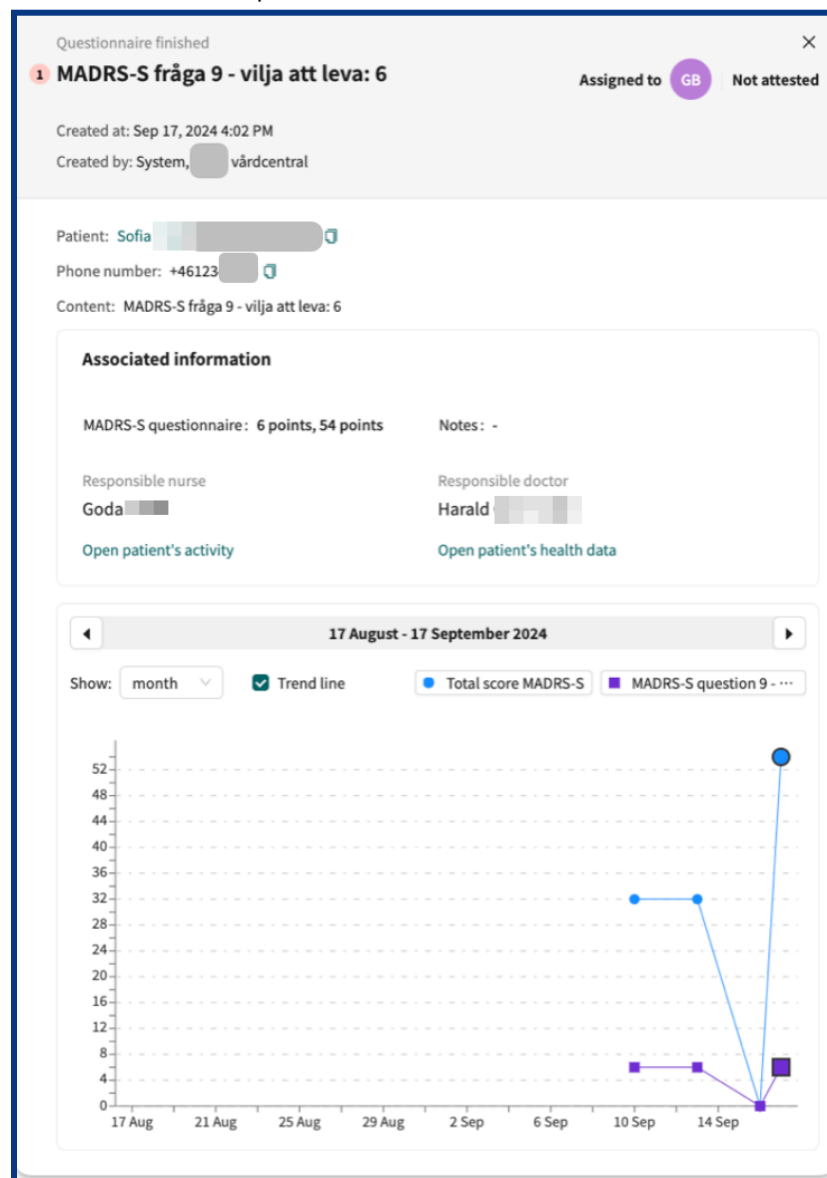 Questionnaire finished
1 MADRS-S fråga 9 - vilja att leva: 6
Assigned to GB Not attested
Created at: Sep 17, 2024 4:02 PM
Created by: System, vårdcentral
Patient: Sofia
Phone number: +46123
Content: MADRS-S fråga 9 - vilja att leva: 6
Associated information
MADRS-S questionnaire: 6 points, 54 points Notes: -
Responsible nurse Responsible doctor
Goda Harald
Open patient's activity Open patient's health data
17 August - 17 September 2024
Show: month Trend line Total score MADRS-S MADRS-S question 9 - ...
52
48
44
40
36
32
28
24
20
16
12
8
4
0
17 Aug 21 Aug 25 Aug 29 Aug 2 Sep 6 Sep 10 Sep 14 Sep